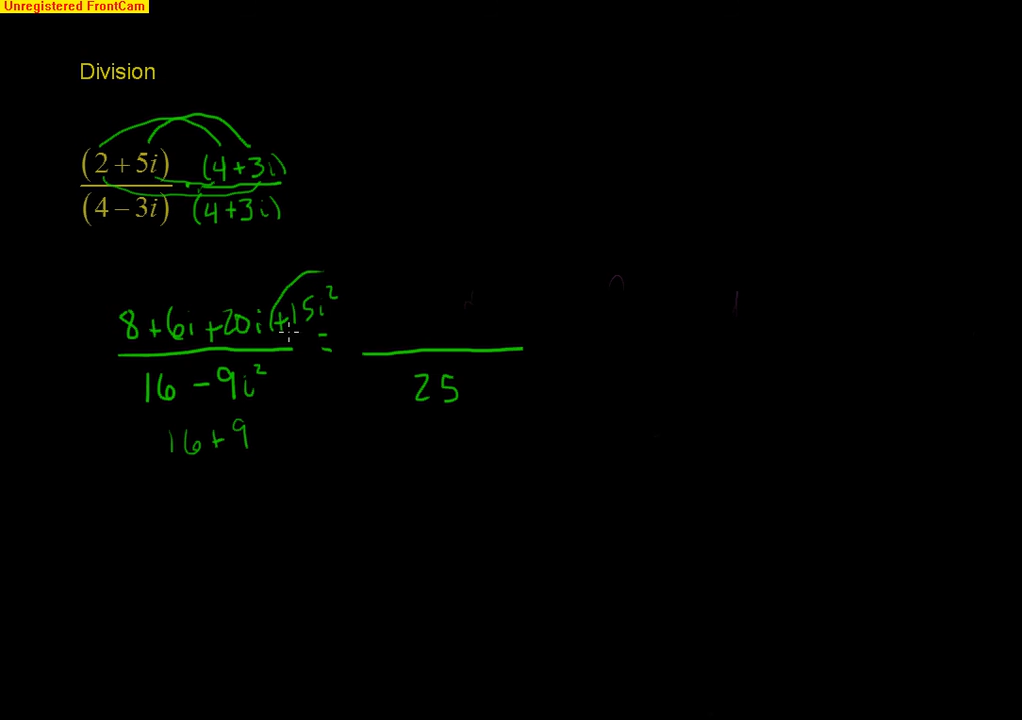 Unregistered FrontCam
Division
(2 + 5i) · (4 + 3i)
(4 − 3i) (4 + 3i)
8 + 6i + 20i + 15i² =
16 − 9i² 25
16 + 9